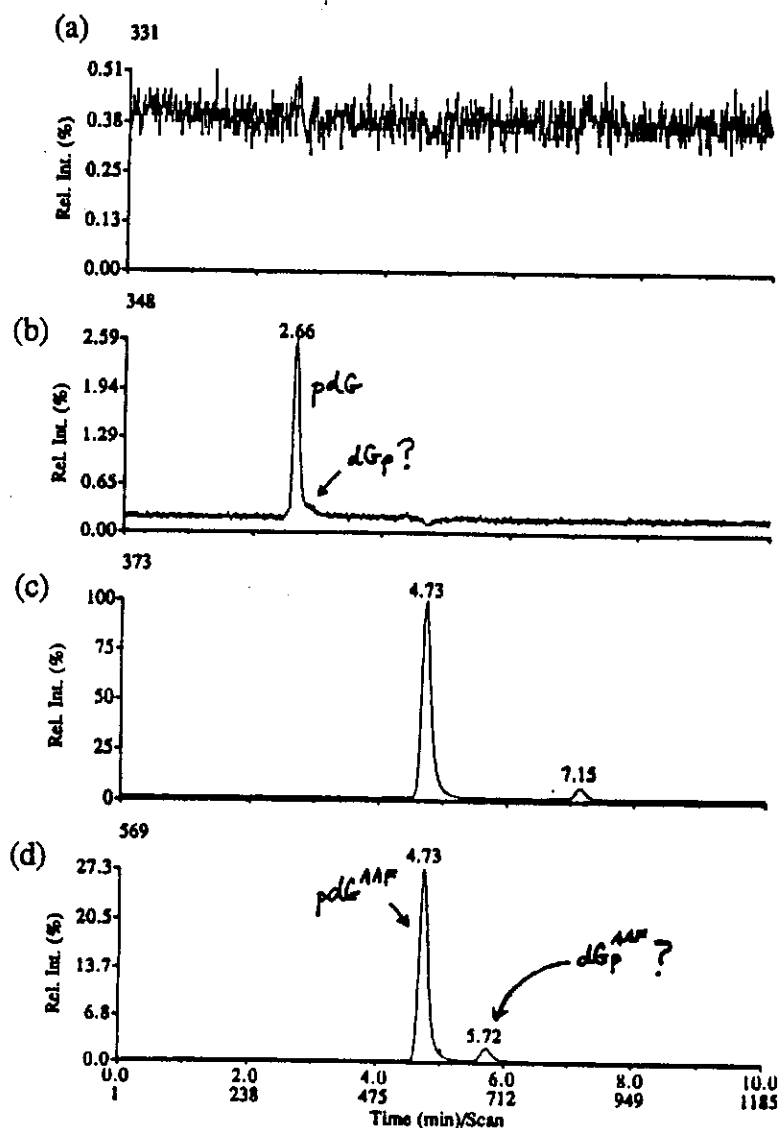 (a) 331
0.51
0.38
0.25
0.13
0.00
Rel. Int. (%)
(b) 348
2.59
1.94
1.29
0.65
0.00
Rel. Int. (%)
2.66
pdG
dGp?
(c) 373
100
75
50
25
0
Rel. Int. (%)
4.73
7.15
(d) 569
27.3
20.5
13.7
6.8
0.0
Rel. Int. (%)
4.73
pdG^AAF
dGp^AAF?
5.72
0.0 2.0 4.0 6.0 8.0 10.0
1 238 475 712 949 1185
Time (min)/Scan